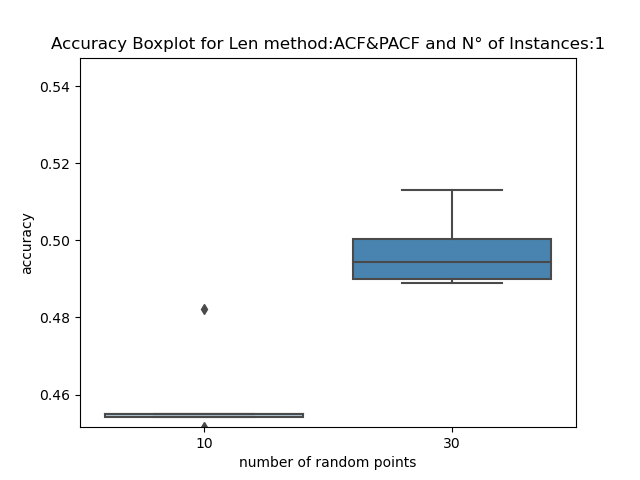 Accuracy Boxplot for Len method:ACF&PACF and N° of Instances:1
0.54
0.52
0.50
0.48
0.46
accuracy
10 30
number of random points